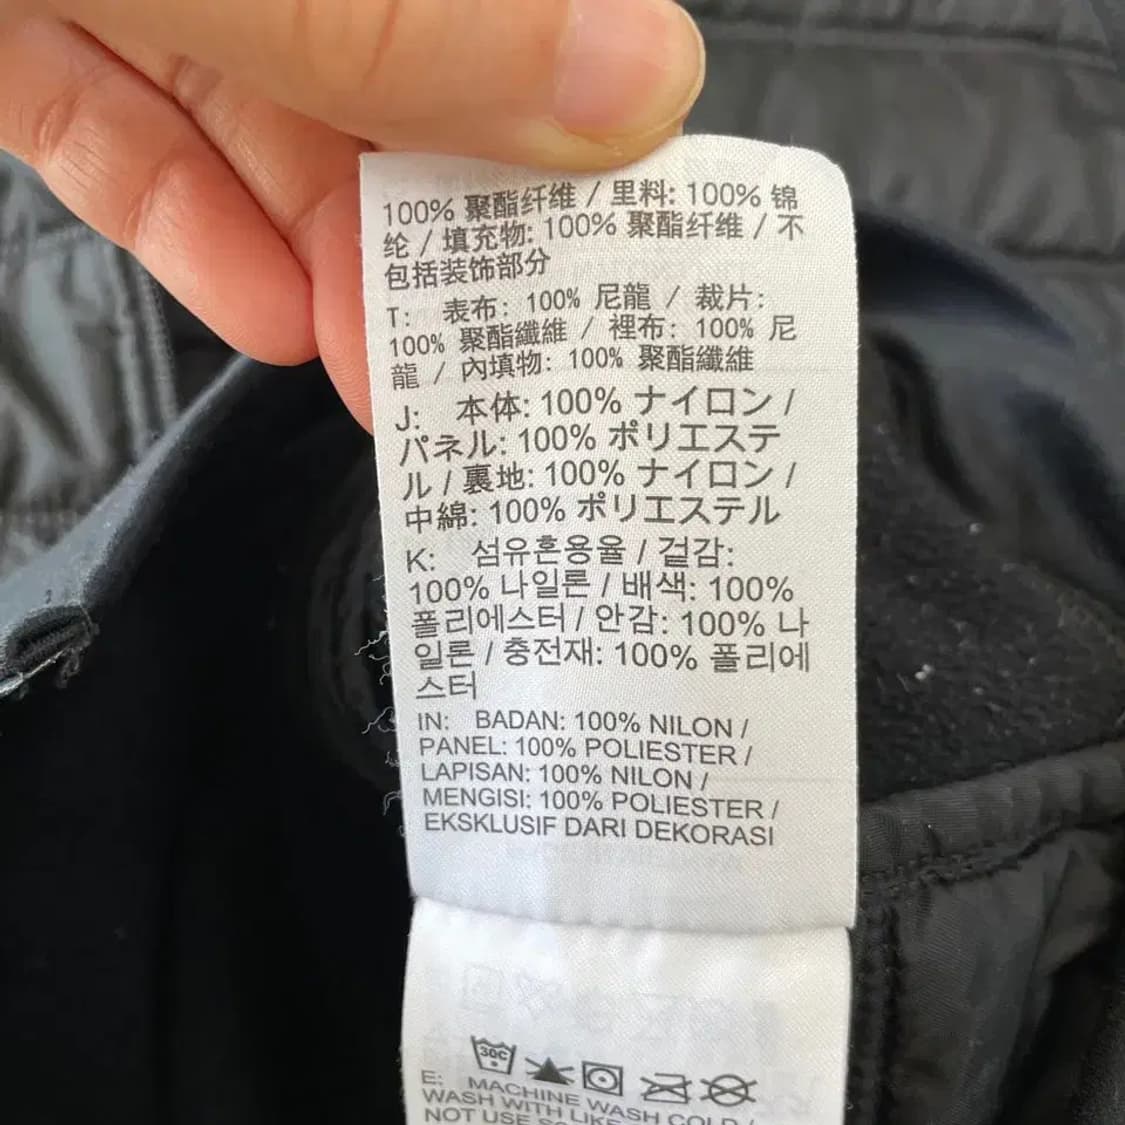 100% 聚酯纤维 / 里料: 100% 锦
纶 / 填充物: 100% 聚酯纤维 / 不
包括装饰部分
T: 表布: 100% 尼龍 / 裁片:
100% 聚酯纖維 / 裡布: 100% 尼
龍 / 內填物: 100% 聚酯纖維
J: 本体: 100% ナイロン /
パネル: 100% ポリエステ
ル / 裏地: 100% ナイロン /
中綿: 100% ポリエステル
K: 섬유혼용율 / 겉감:
100% 나일론 / 배색: 100%
폴리에스터 / 안감: 100% 나
일론 / 충전재: 100% 폴리에
스터
IN: BADAN: 100% NILON /
PANEL: 100% POLIESTER /
LAPISAN: 100% NILON /
MENGISI: 100% POLIESTER /
EKSKLUSIF DARI DEKORASI
30C
E: MACHINE WASH COLD /
WASH WITH LIKE
NOT USE